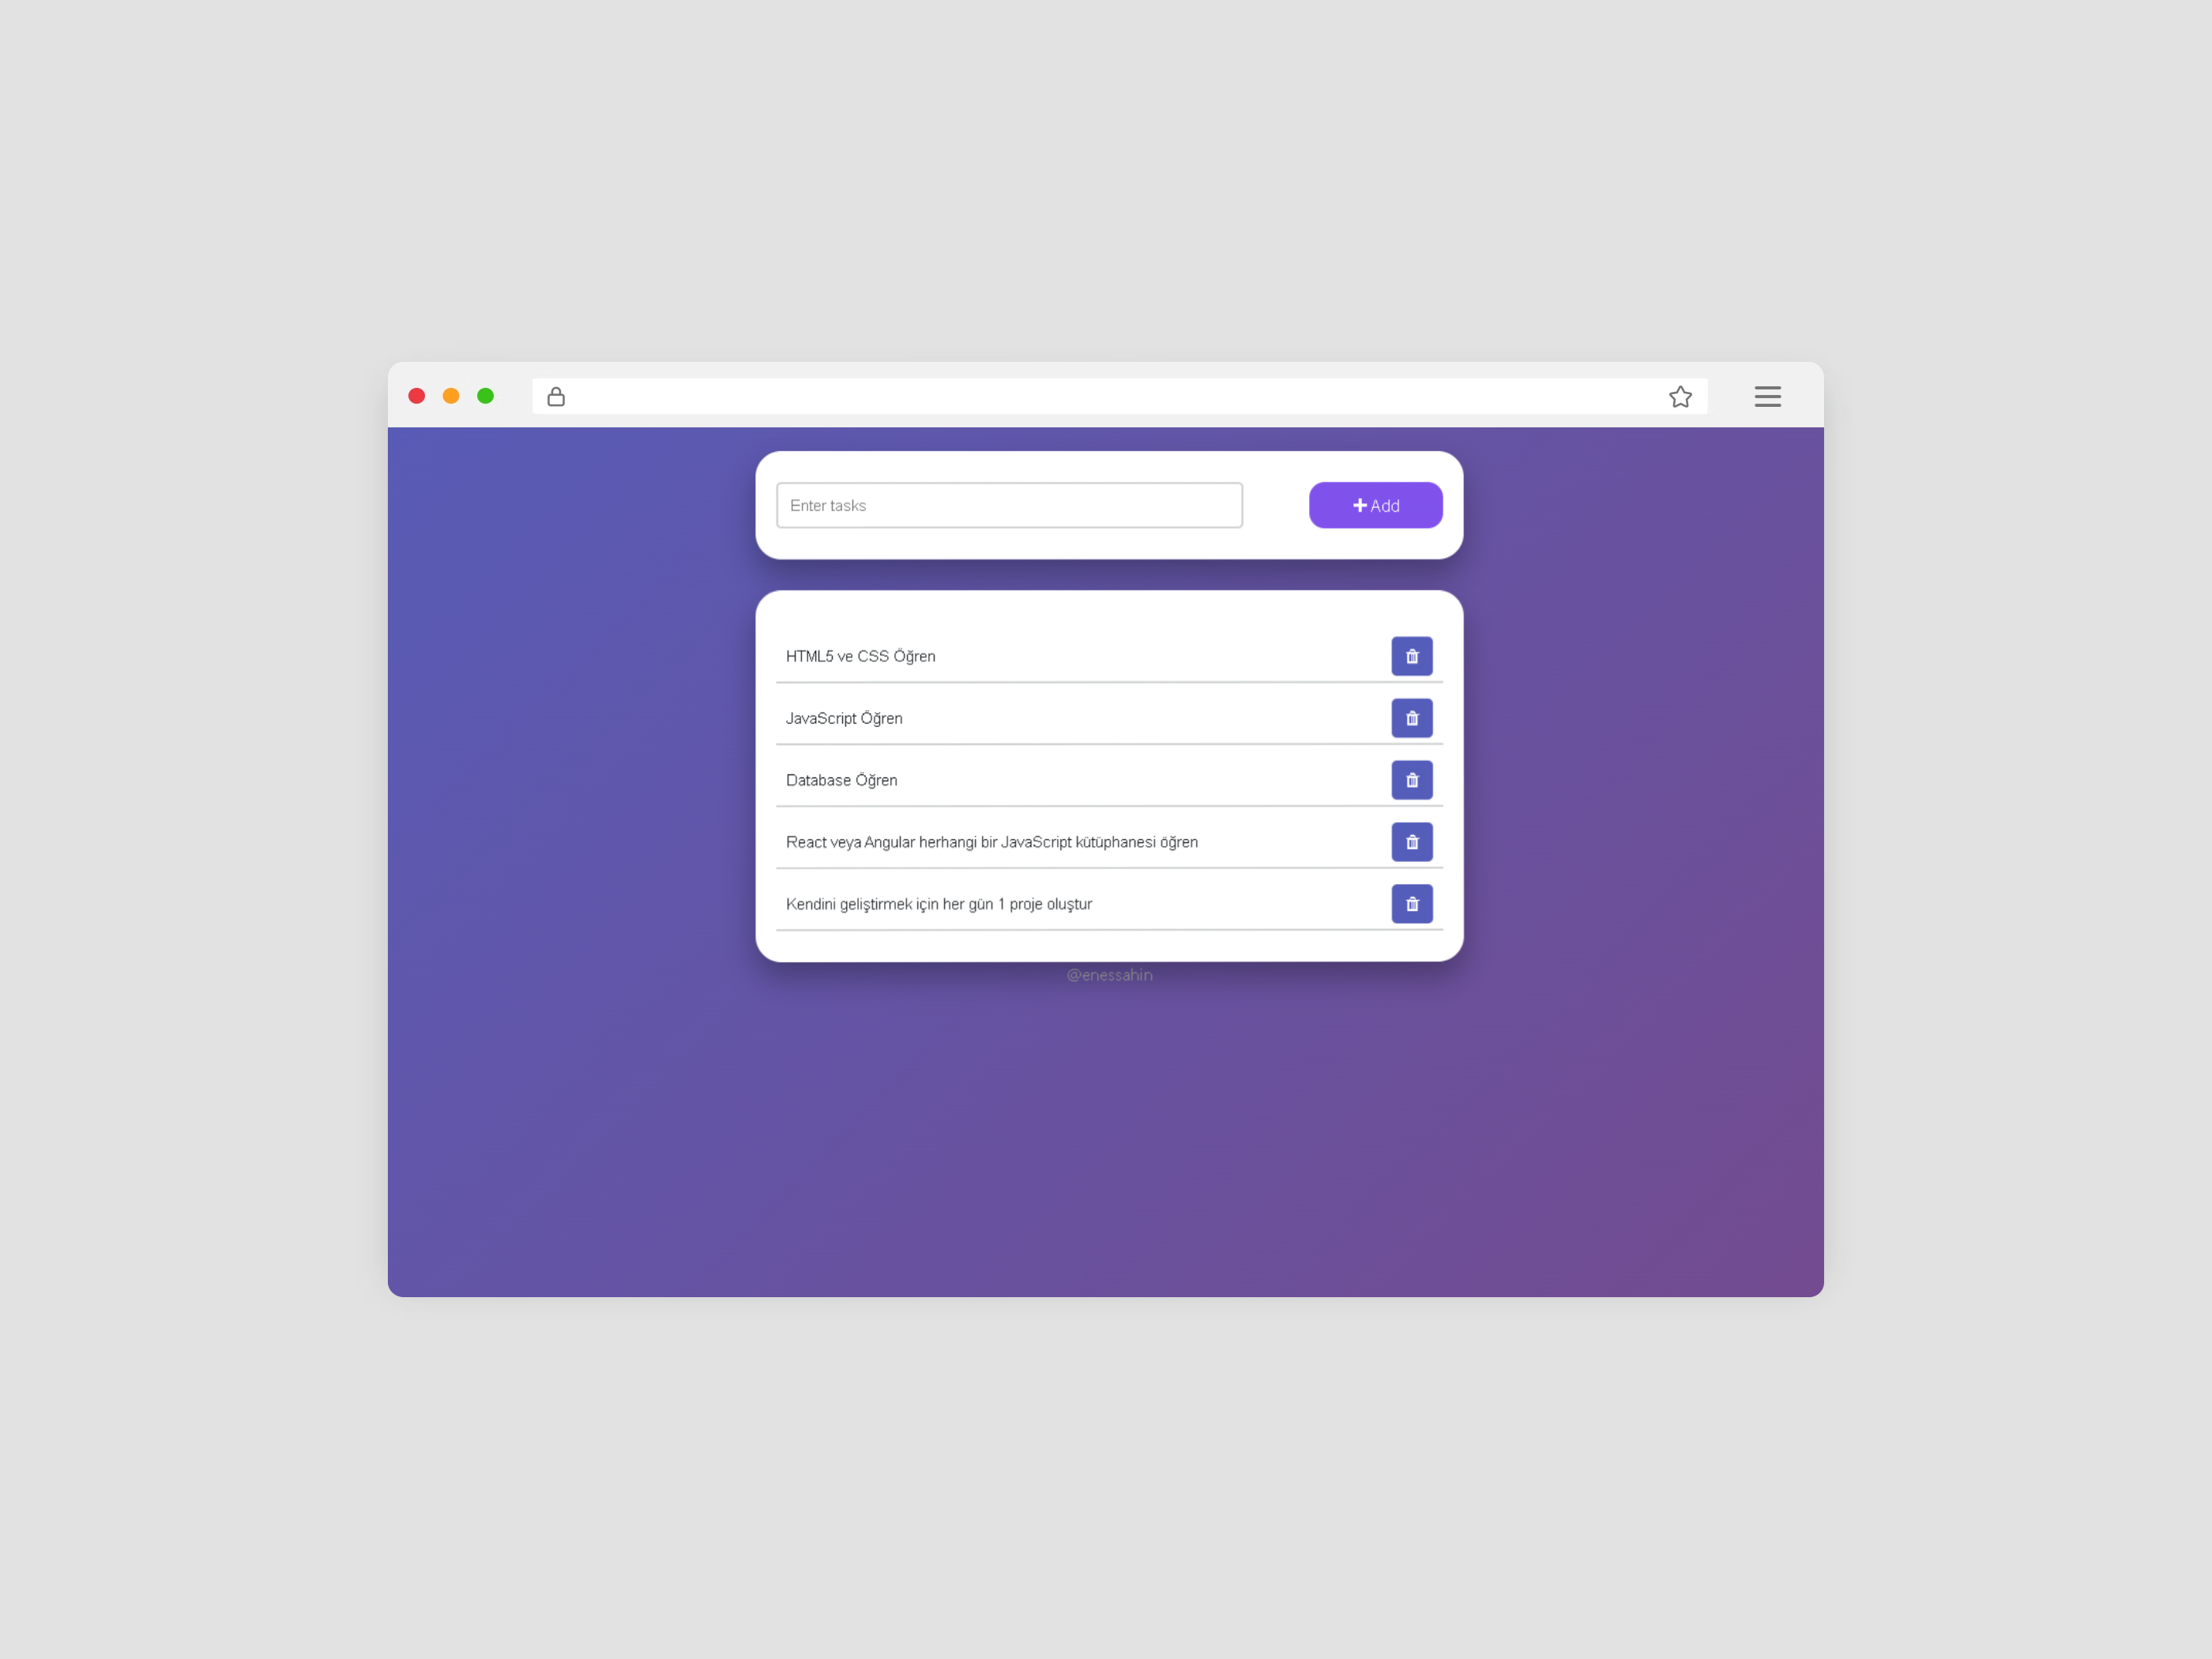 Enter tasks
Add
HTML5 ve CSS Öğren
JavaScript Öğren
Database Öğren
React veya Angular herhangi bir JavaScript kütüphanesi öğren
Kendini geliştirmek için her gün 1 proje oluştur
@enessahin